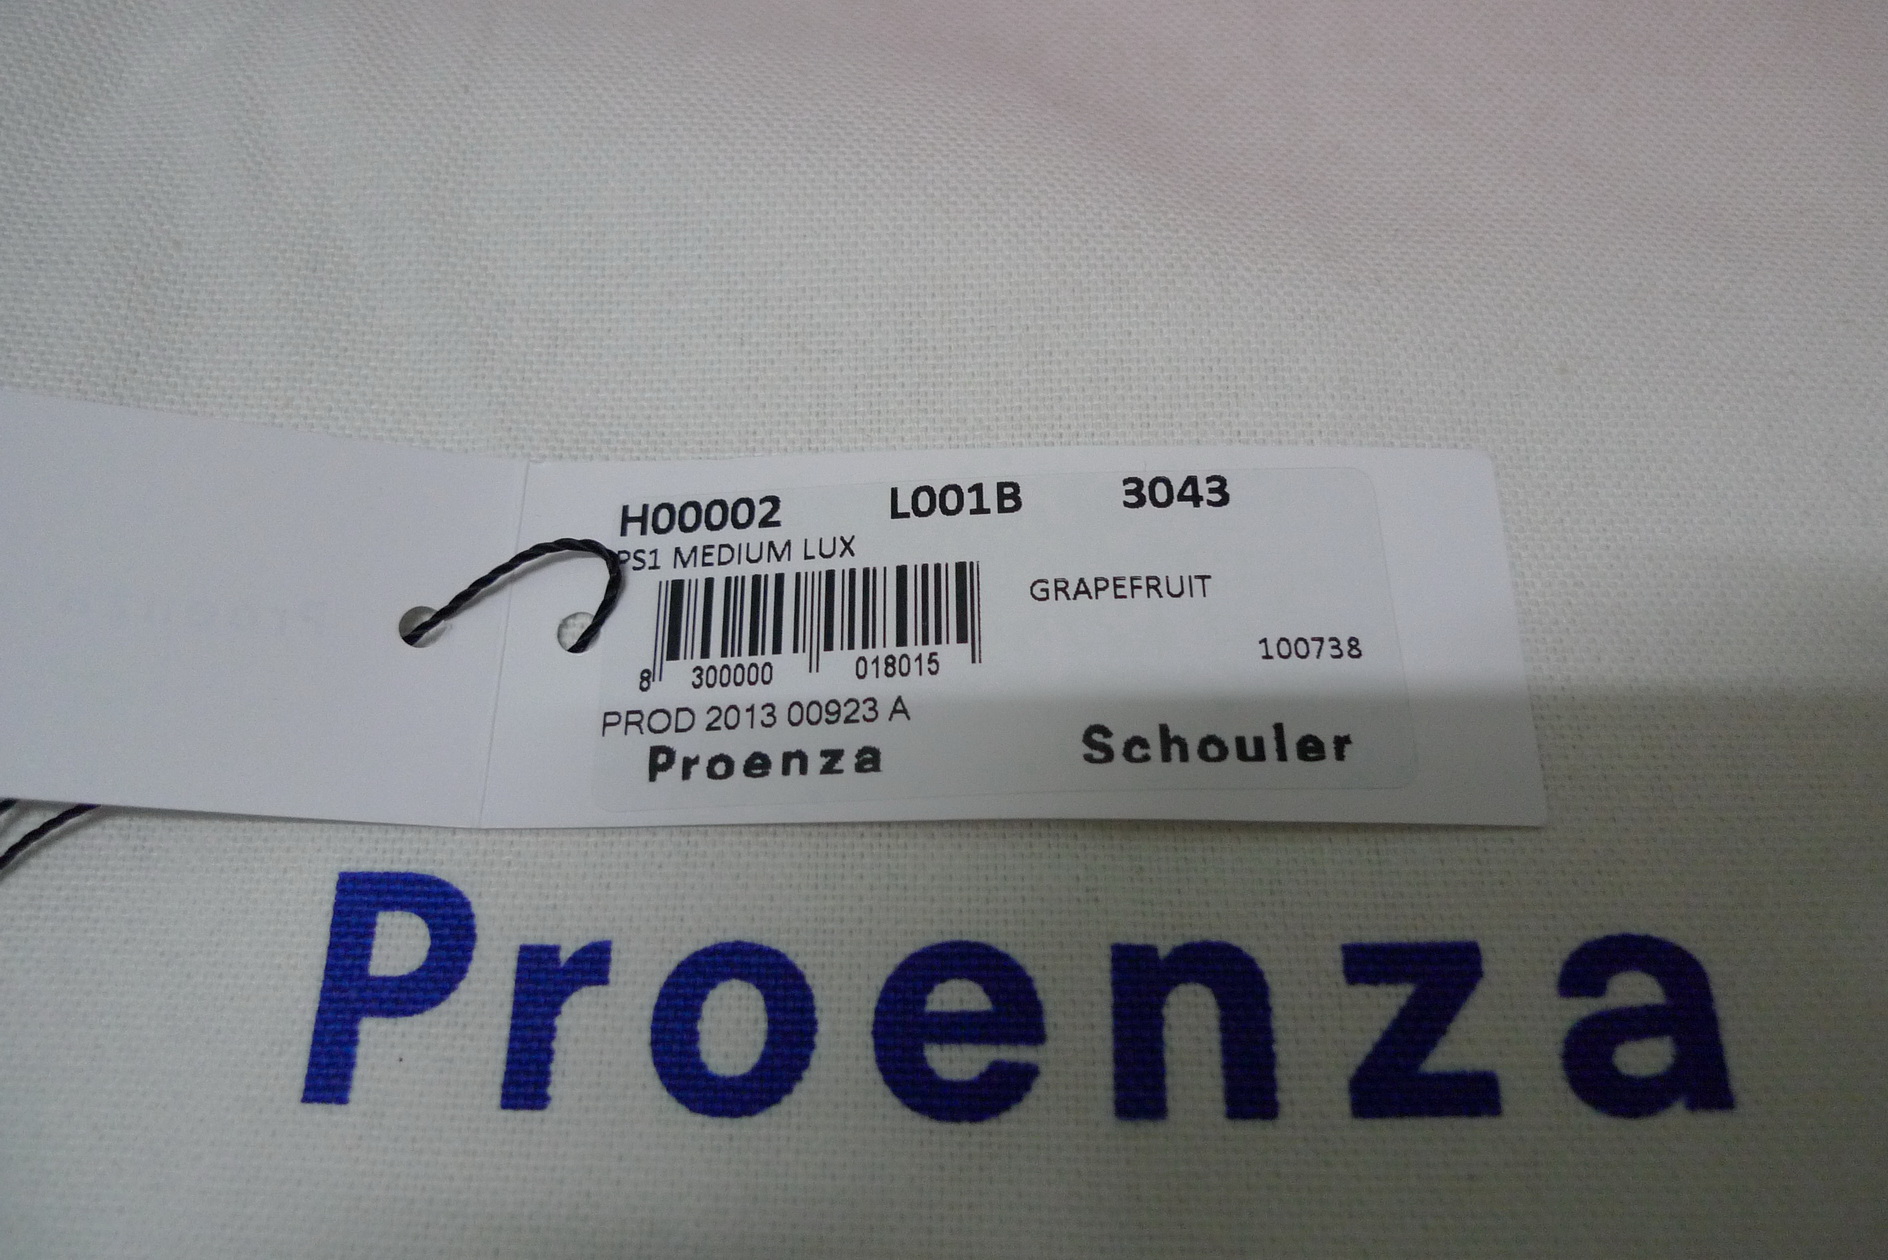 H00002 L001B 3043
PS1 MEDIUM LUX
GRAPEFRUIT
100738
8 300000 018015
PROD 2013 00923 A
Proenza Schouler
Proenza